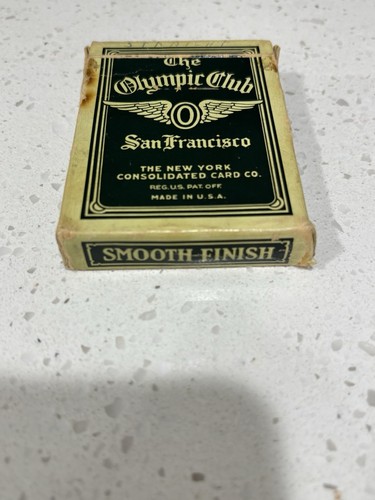 The
Olympic Club
O
San Francisco
THE NEW YORK
CONSOLIDATED CARD CO.
REG. U.S. PAT. OFF.
MADE IN U.S.A.
SMOOTH FINISH